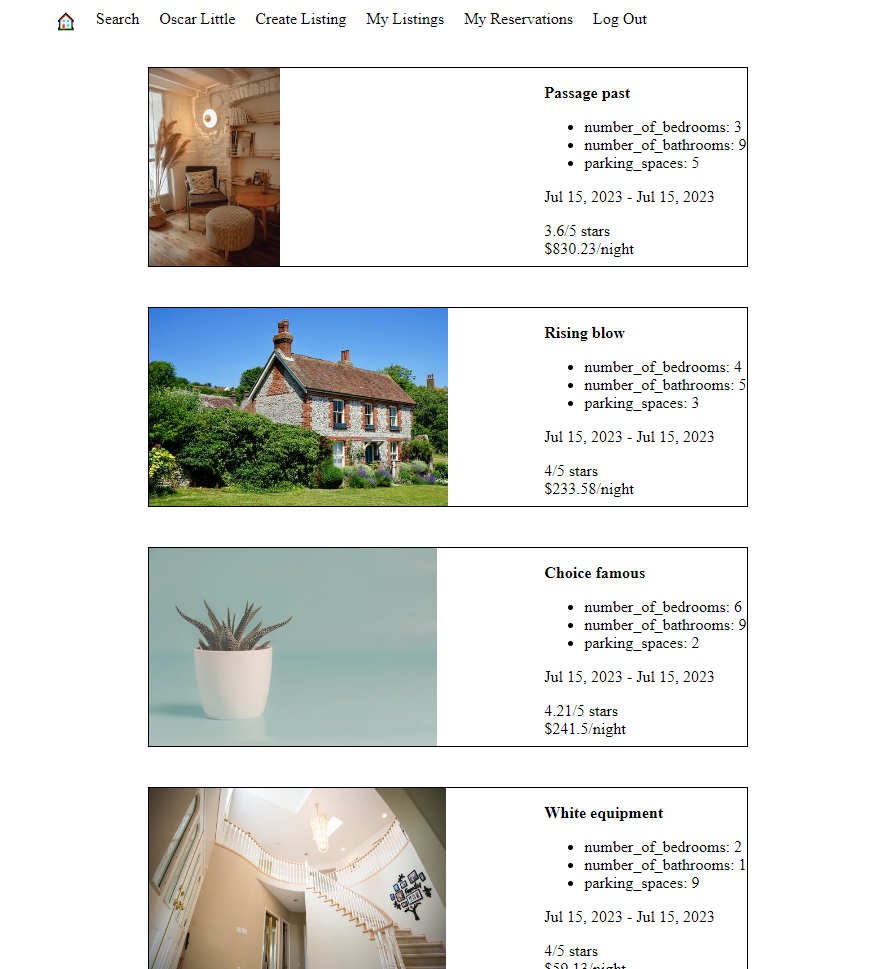 Search Oscar Little Create Listing My Listings My Reservations Log Out
Passage past
number_of_bedrooms: 3
number_of_bathrooms: 9
parking_spaces: 5
Jul 15, 2023 - Jul 15, 2023
3.6/5 stars
$830.23/night
Rising blow
number_of_bedrooms: 4
number_of_bathrooms: 5
parking_spaces: 3
Jul 15, 2023 - Jul 15, 2023
4/5 stars
$233.58/night
Choice famous
number_of_bedrooms: 6
number_of_bathrooms: 9
parking_spaces: 2
Jul 15, 2023 - Jul 15, 2023
4.21/5 stars
$241.5/night
White equipment
number_of_bedrooms: 2
number_of_bathrooms: 1
parking_spaces: 9
Jul 15, 2023 - Jul 15, 2023
4/5 stars
$59.13/night